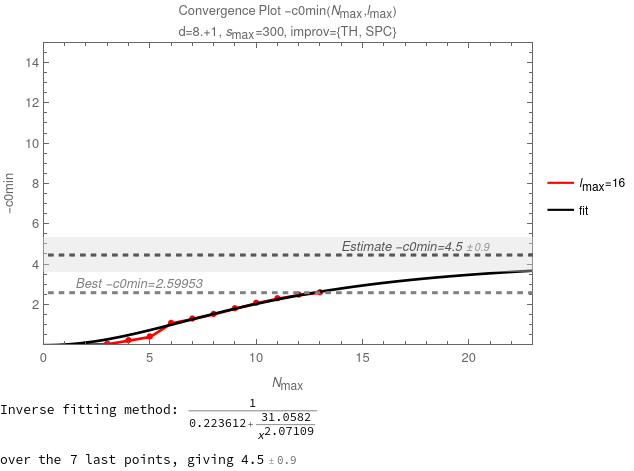 Convergence Plot −c0min(Nmax,lmax)
d=8.+1, smax=300, improv={TH, SPC}
14
12
10
8
6
4
2
−c0min
Estimate −c0min=4.5 ±0.9
Best −c0min=2.59953
lmax=16
fit
0 5 10 15 20
Nmax
Inverse fitting method: 1
0.223612+ 31.0582
x2.07109
over the 7 last points, giving 4.5 ±0.9